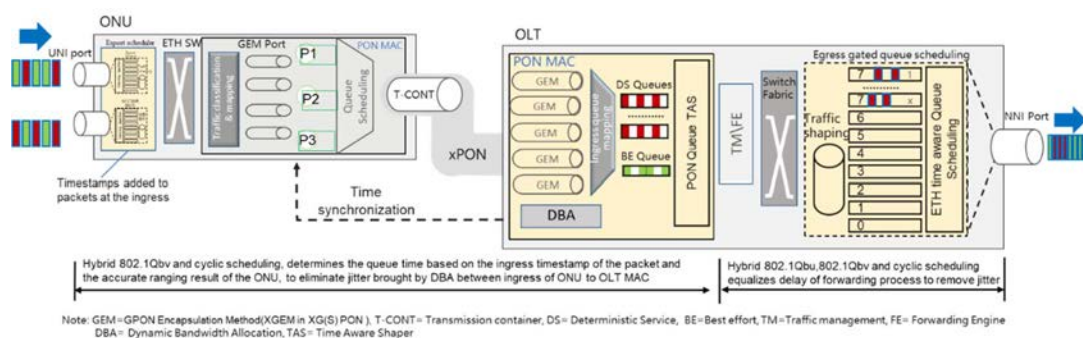 ONU
UNI port
Export scheduler
ETH SW
GEM Port
PON MAC
Traffic classification
& mapping
P1
P2
P3
Queue
Scheduling
T-CONT
xPON
Timestamps added to
packets at the ingress
Time
synchronization
OLT
PON MAC
GEM
GEM
GEM
GEM
GEM
Ingress queue
mapping
DS Queues
BE Queue
DBA
PON Queue TAS
TM\FE
Switch
Fabric
Egress gated queue scheduling
Traffic
shaping
7 1
7 x
6
5
4
3
2
1
0
ETH time aware Queue
Scheduling
NNI Port
Hybrid 802.1Qbv and cyclic scheduling, determines the queue time based on the ingress timestamp of the packet and
the accurate ranging result of the ONU, to eliminate jitter brought by DBA between ingress of ONU to OLT MAC
Hybrid 802.1Qbu,802.1Qbv and cyclic scheduling
equalizes delay of forwarding process to remove jitter
Note: GEM=GPON Encapsulation Method(XGEM in XG(S) PON ), T-CONT= Transmission container, DS= Deterministic Service, BE=Best effort, TM=Traffic management, FE= Forwarding Engine
DBA= Dynamic Bandwidth Allocation, TAS= Time Aware Shaper